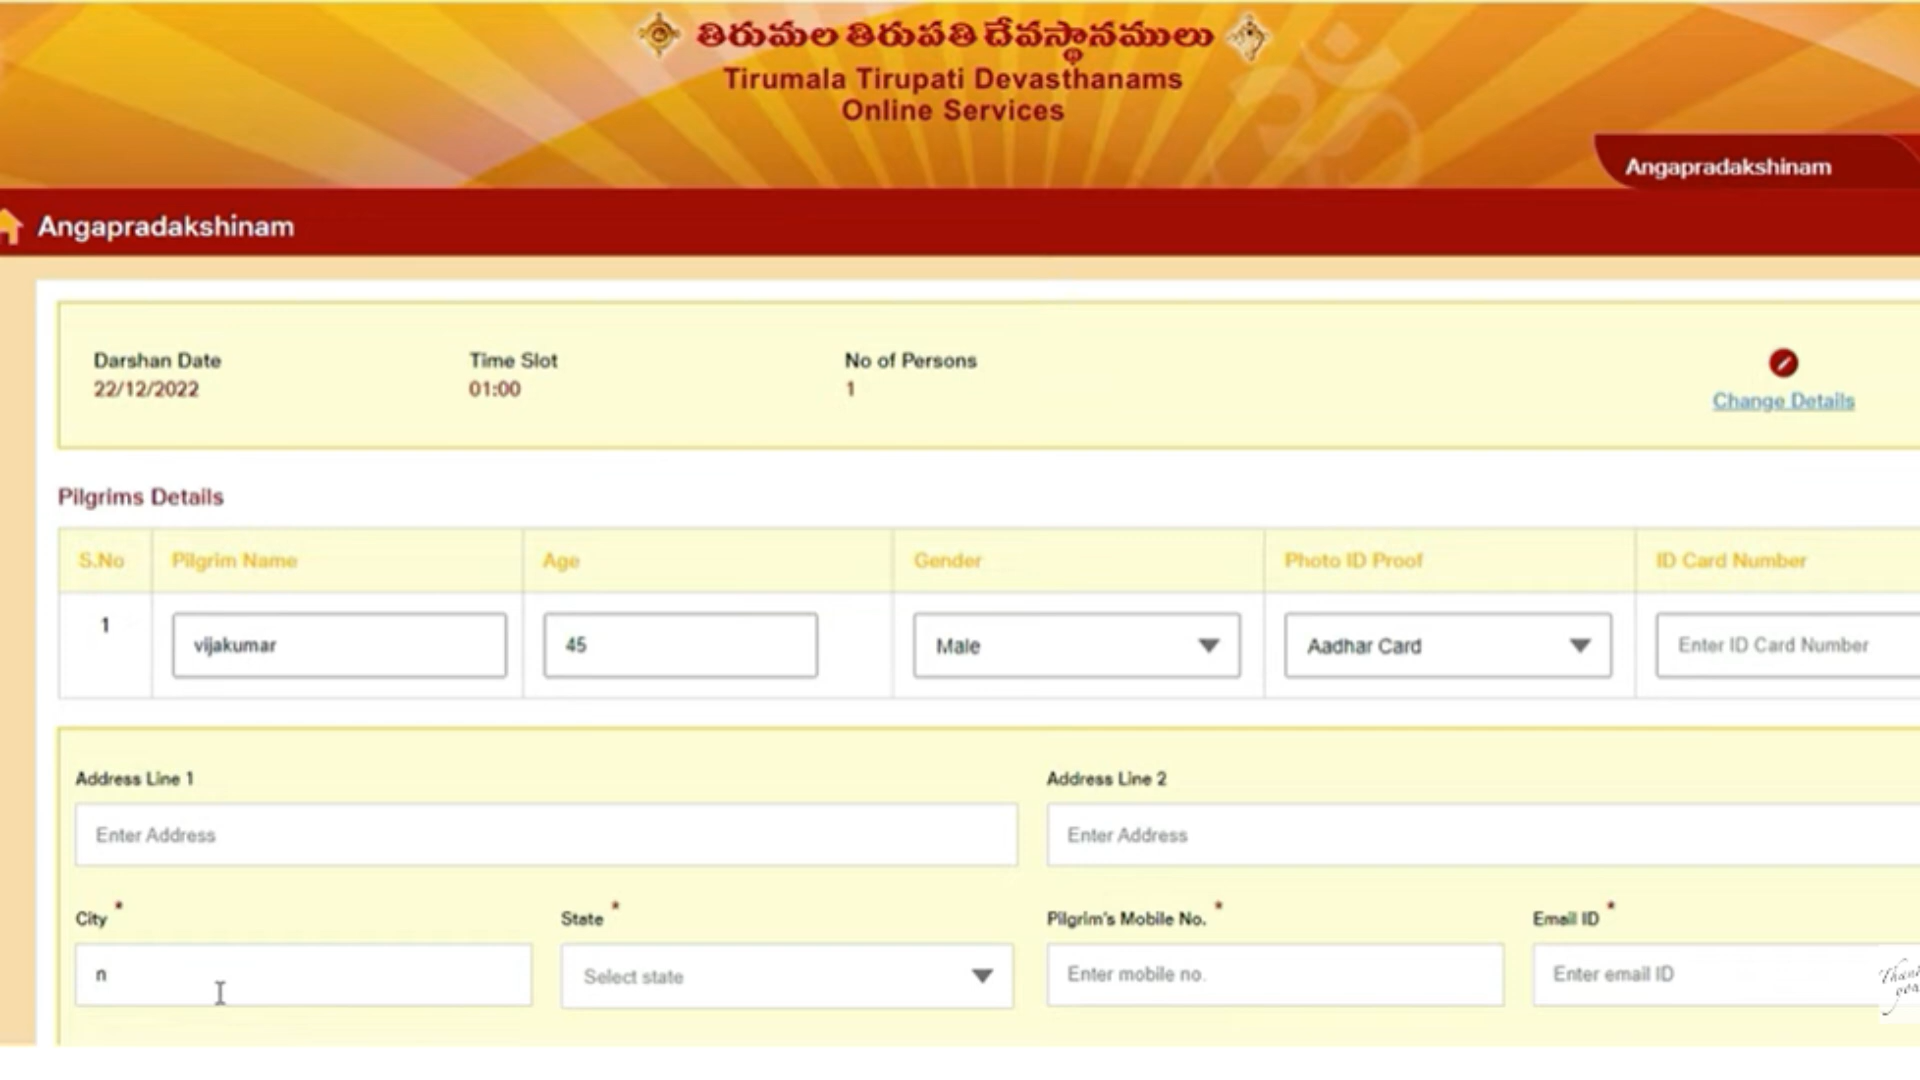 తిరుమల తిరుపతి దేవస్థానములు
Tirumala Tirupati Devasthanams
Online Services
Angapradakshinam
Angapradakshinam
Darshan Date
Time Slot
No of Persons
22/12/2022
01:00
1
Change Details
Pilgrims Details
S.No
Pilgrim Name
Age
Gender
Photo ID Proof
ID Card Number
1
vijakumar
45
Male
Aadhar Card
Enter ID Card Number
Address Line 1
Address Line 2
Enter Address
Enter Address
City *
State *
Pilgrim's Mobile No. *
Email ID *
n
Select state
Enter mobile no.
Enter email ID